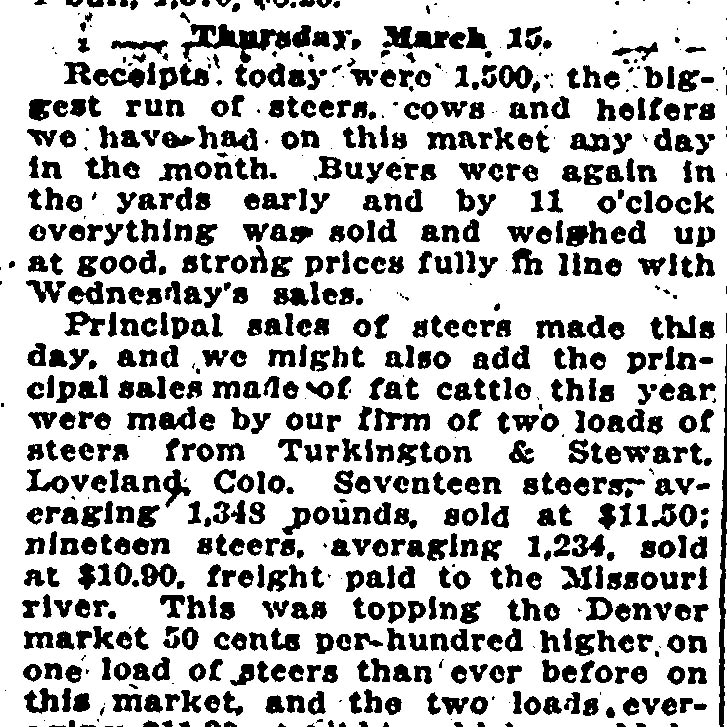 Thursday, March 15.
Receipts today were 1,500, the big-
gest run of steers, cows and heifers
we have had on this market any day
in the month. Buyers were again in
the yards early and by 11 o'clock
everything was sold and weighed up
at good, strong prices fully in line with
Wednesday's sales.
Principal sales of steers made this
day, and we might also add the prin-
cipal sales made of fat cattle this year
were made by our firm of two loads of
steers from Turkington & Stewart,
Loveland, Colo. Seventeen steers, av-
eraging 1,348 pounds, sold at $11.50;
nineteen steers, averaging 1,234, sold
at $10.90, freight paid to the Missouri
river. This was topping the Denver
market 50 cents per hundred higher on
one load of steers than ever before on
this market, and the two loads, ever-